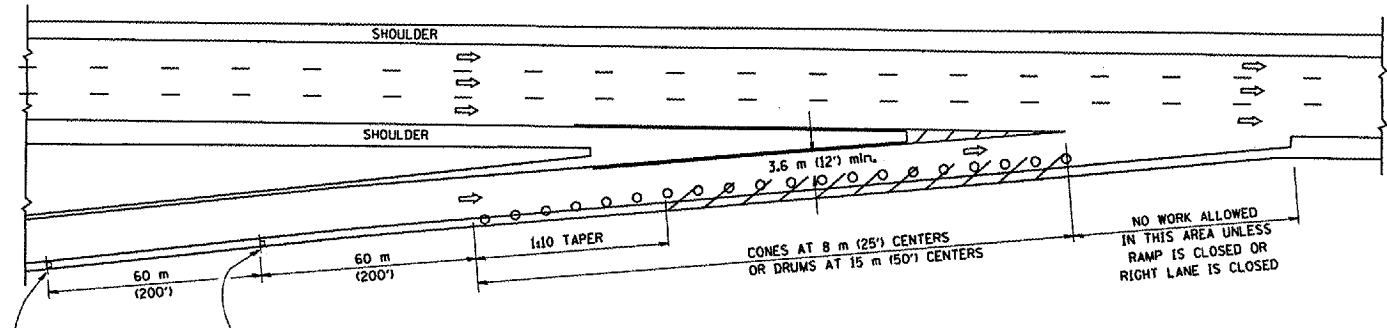 SHOULDER
SHOULDER
3.6 m (12') min.
1:10 TAPER
60 m
(200')
60 m
(200')
CONES AT 8 m (25') CENTERS
OR DRUMS AT 15 m (50') CENTERS
NO WORK ALLOWED
IN THIS AREA UNLESS
RAMP IS CLOSED OR
RIGHT LANE IS CLOSED